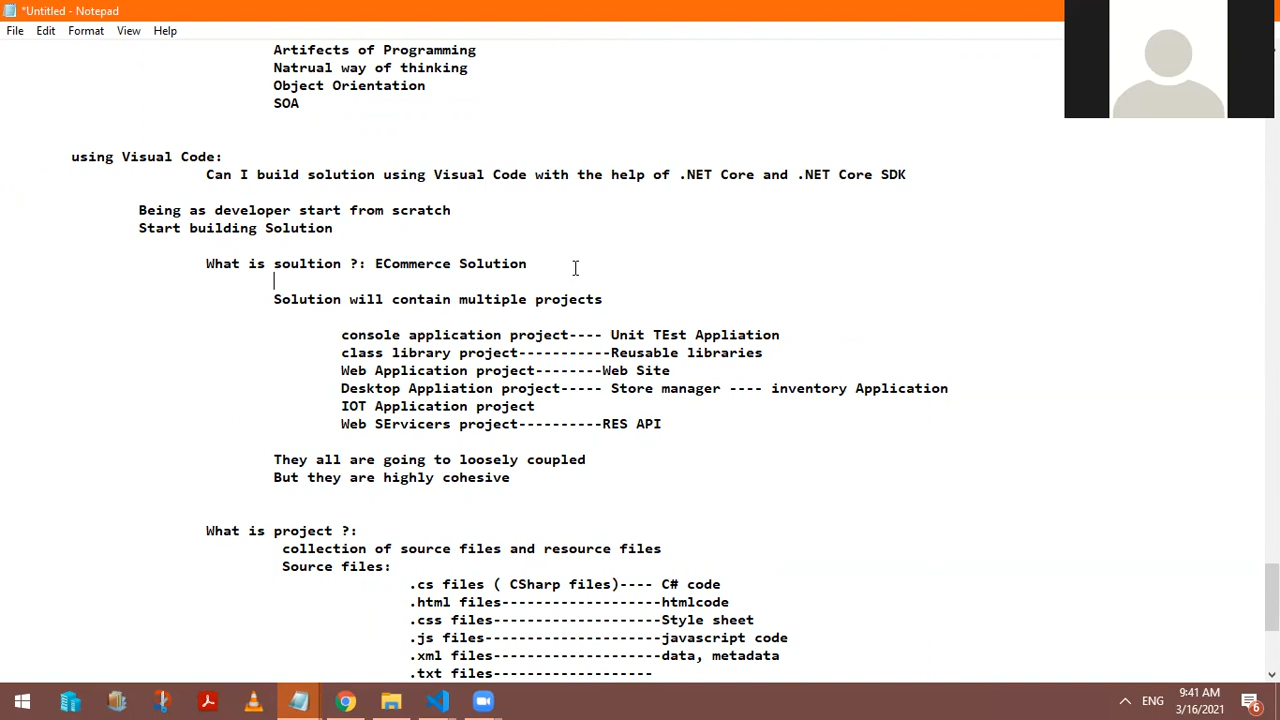 *Untitled - Notepad
File Edit Format View Help
Artifects of Programming
Natrual way of thinking
Object Orientation
SOA
using Visual Code:
Can I build solution using Visual Code with the help of .NET Core and .NET Core SDK
Being as developer start from scratch
Start building Solution
What is soultion ?: ECommerce Solution
Solution will contain multiple projects
console application project---- Unit TEst Appliation
class library project-----------Reusable libraries
Web Application project--------Web Site
Desktop Appliation project----- Store manager ---- inventory Application
IOT Application project
Web SErvicers project----------RES API
They all are going to loosely coupled
But they are highly cohesive
What is project ?:
collection of source files and resource files
Source files:
.cs files ( CSharp files)---- C# code
.html files-------------------htmlcode
.css files--------------------Style sheet
.js files---------------------javascript code
.xml files--------------------data, metadata
.txt files-------------------
ENG
9:41 AM
3/16/2021
6